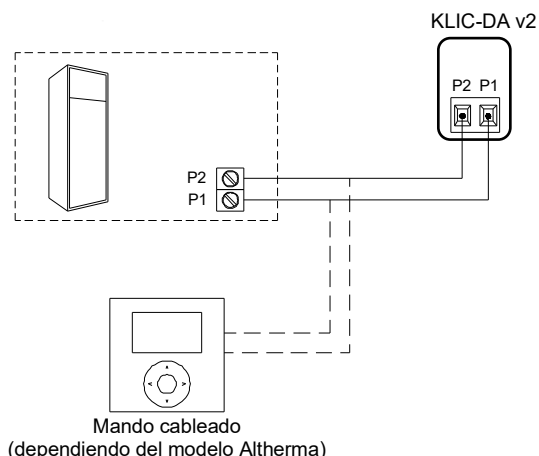 KLIC-DA v2
P2 P1
P2
P1
Mando cableado
(dependiendo del modelo Altherma)